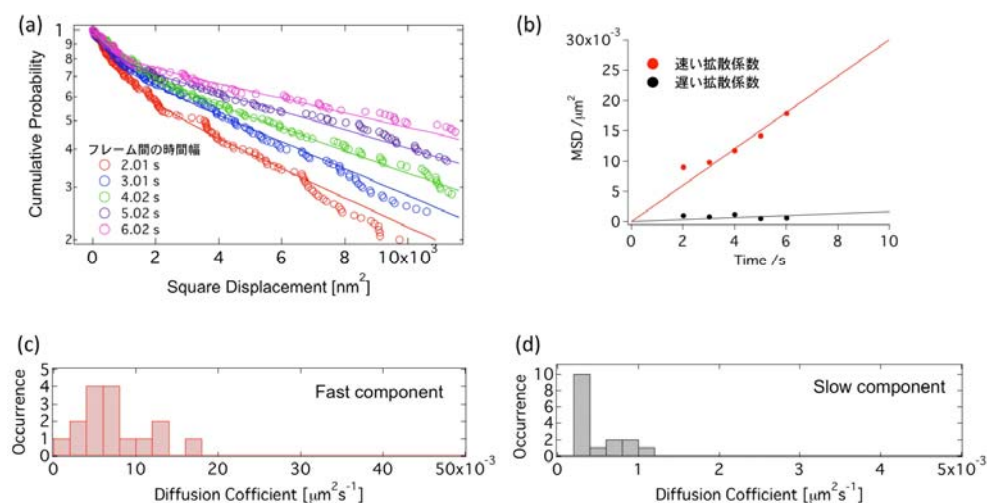 (a)
Cumulative Probability
1
9
8
7
6
5
4
3
2
フレーム間の時間幅
2.01 s
3.01 s
4.02 s
5.02 s
6.02 s
0 2 4 6 8 10×10³
Square Displacement [nm²]
(b)
MSD /μm²
30x10⁻³
25
20
15
10
5
0
速い拡散係数
遅い拡散係数
0 2 4 6 8 10
Time /s
(c)
Occurrence
5
4
3
2
1
0
Fast component
0 10 20 30 40 50x10⁻³
Diffusion Cofficient [μm²s⁻¹]
(d)
Occurrence
10
8
6
4
2
0
Slow component
0 1 2 3 4 5x10⁻³
Diffusion Cofficient [μm²s⁻¹]